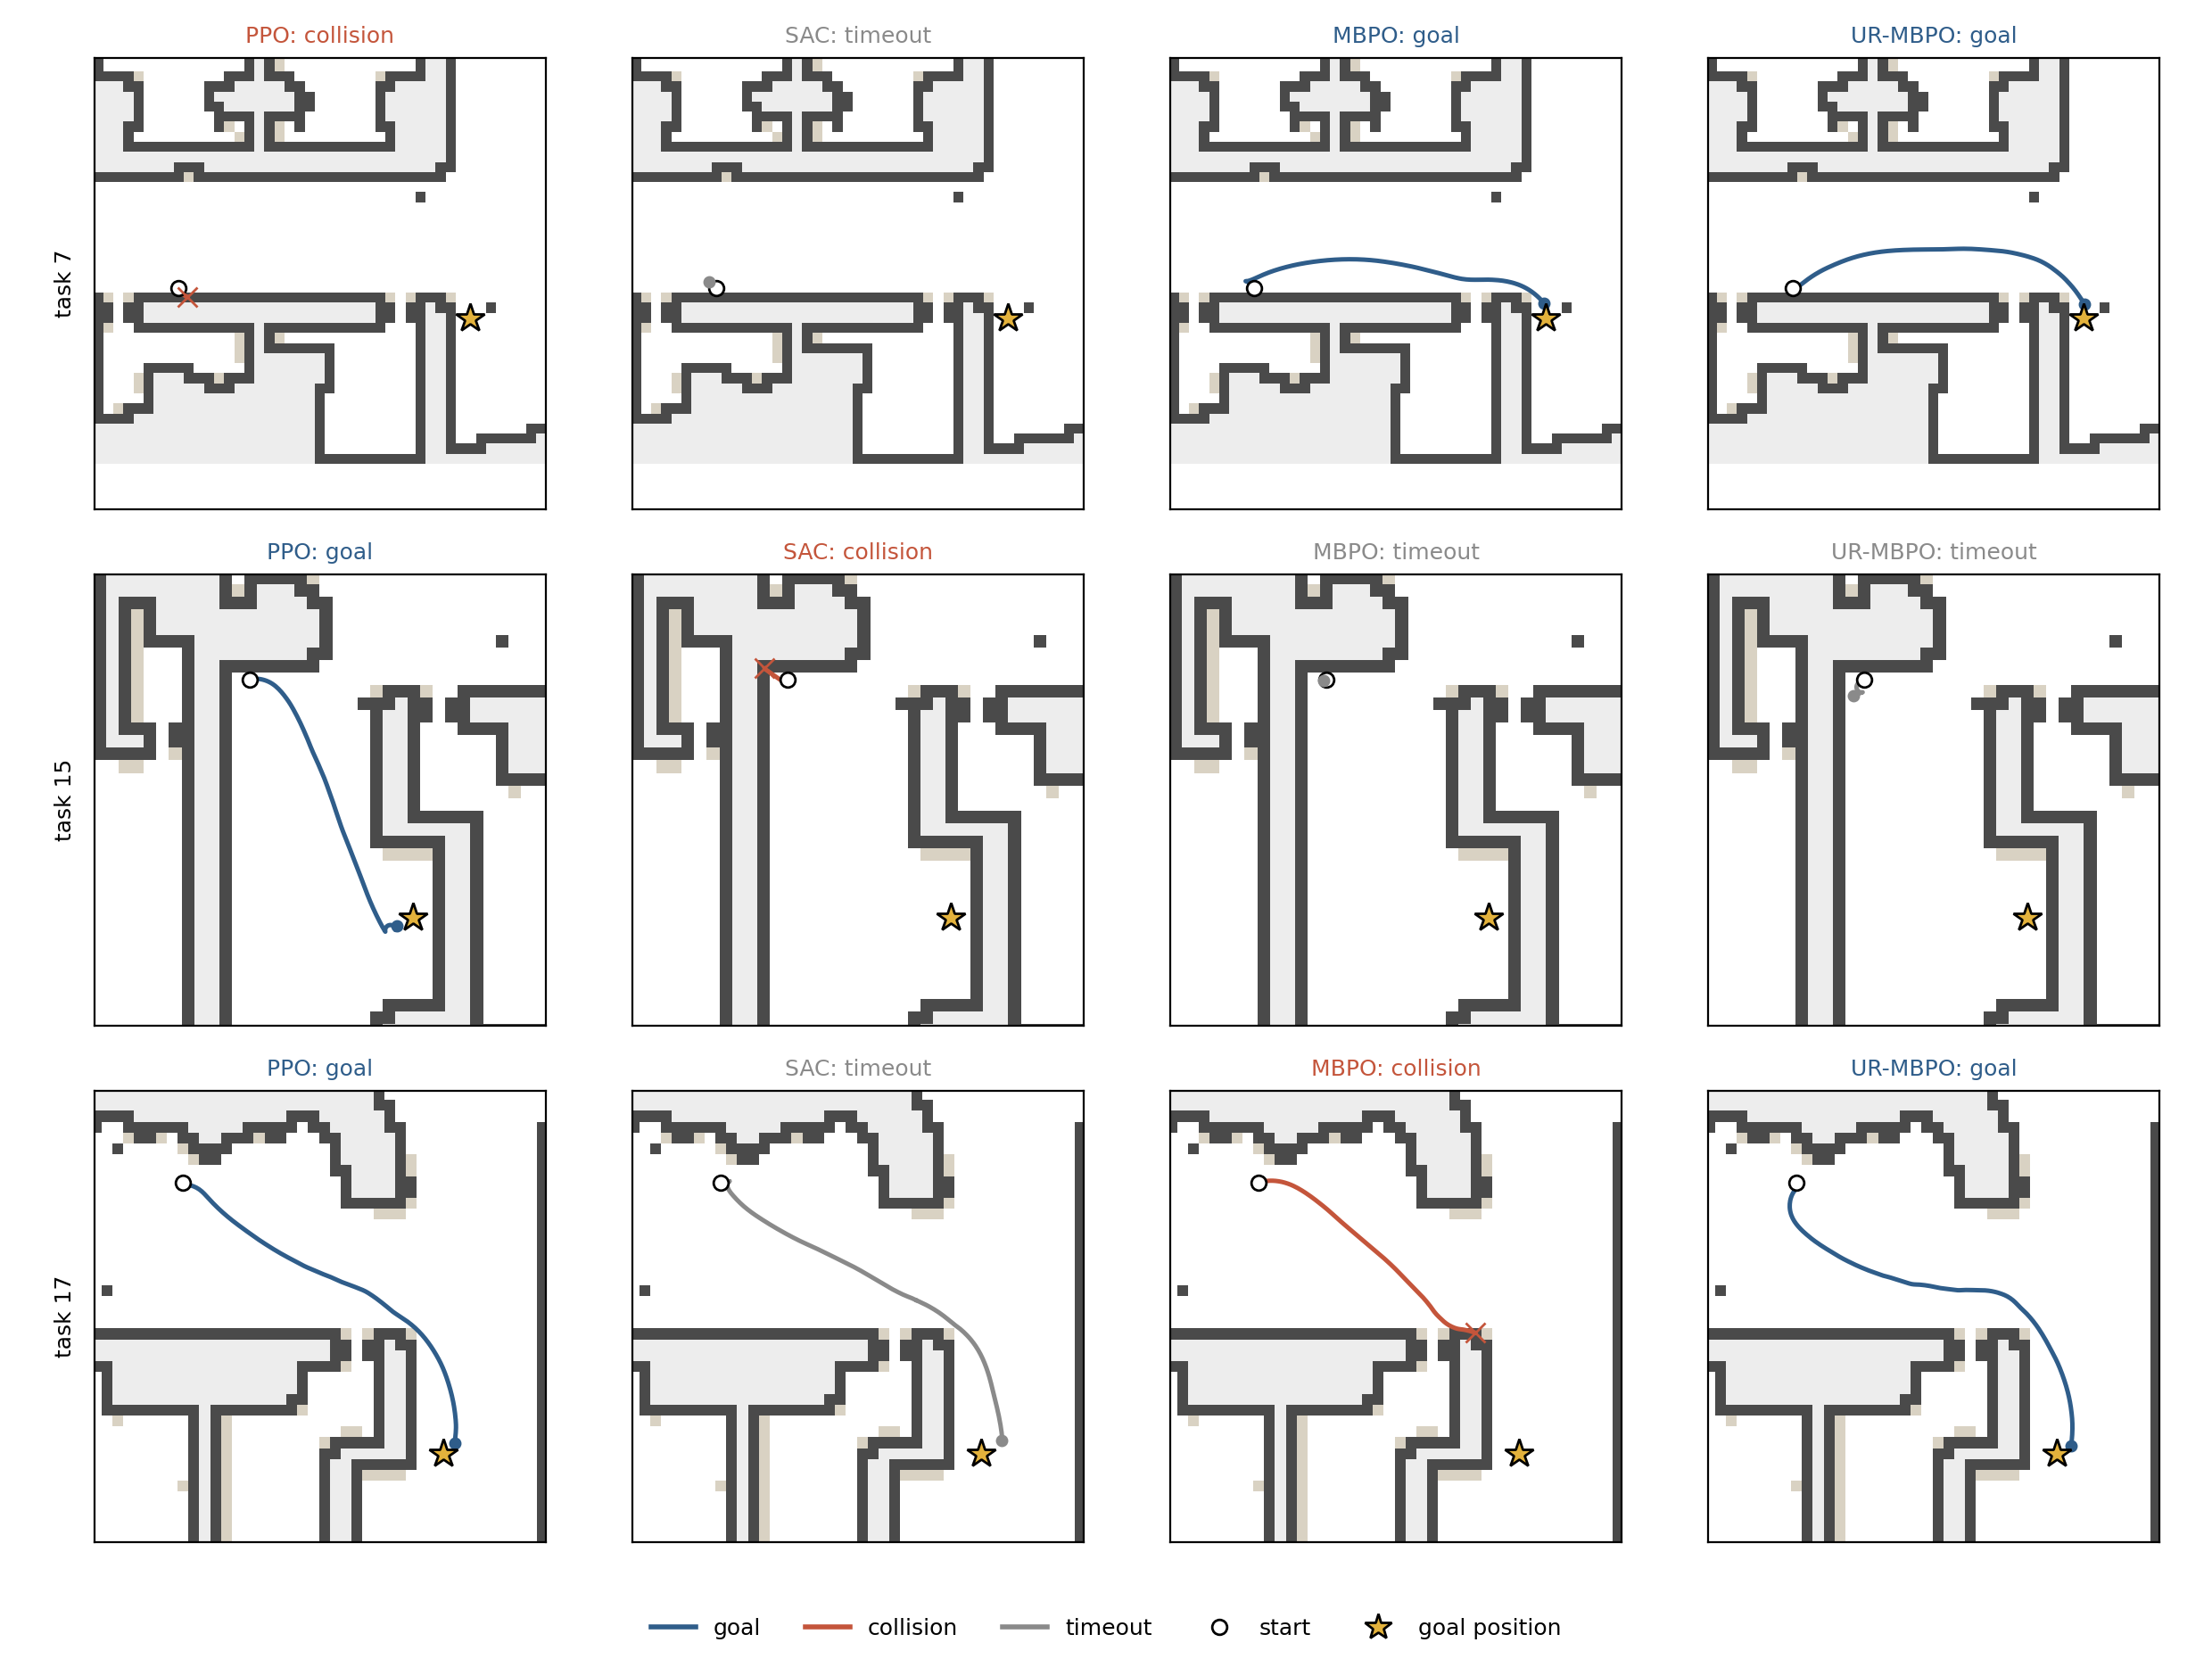 PPO: collision
SAC: timeout
MBPO: goal
UR-MBPO: goal
task 7
PPO: goal
SAC: collision
MBPO: timeout
UR-MBPO: timeout
task 15
PPO: goal
SAC: timeout
MBPO: collision
UR-MBPO: goal
task 17
goal
collision
timeout
start
goal position